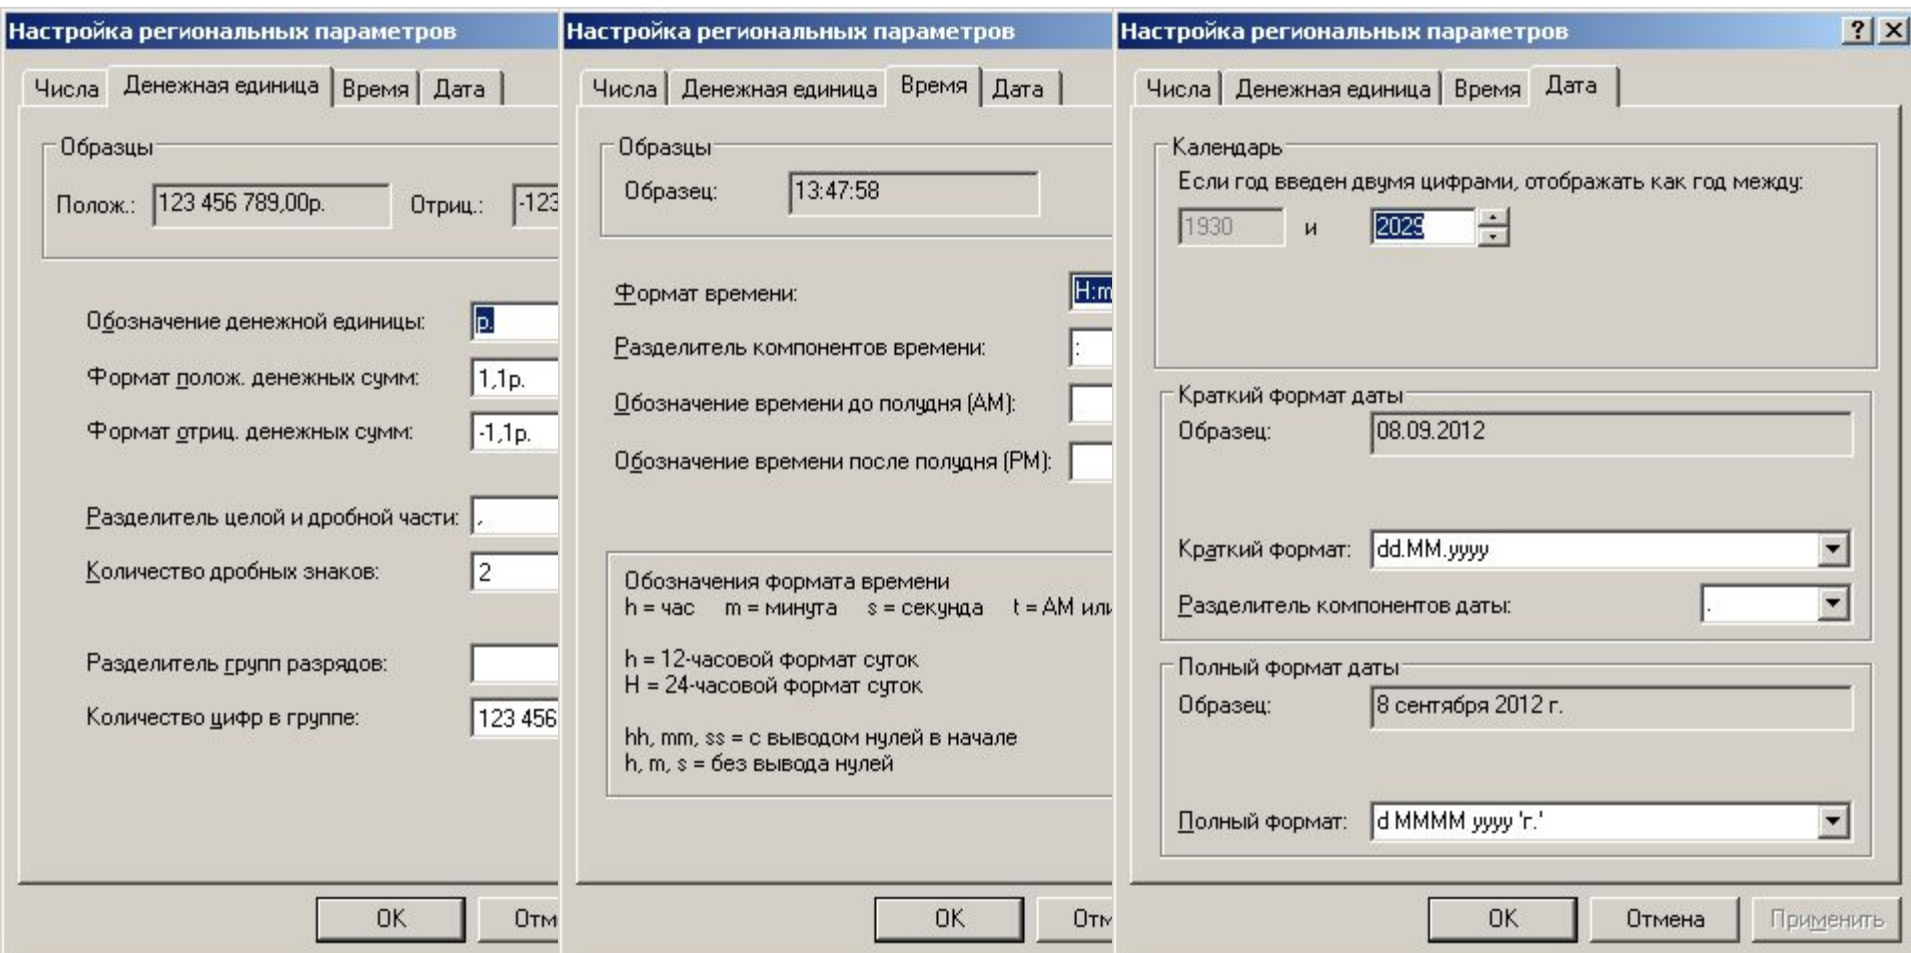 Настройка региональных параметров
Числа Денежная единица Время Дата
Образцы
Полож.: 123 456 789,00р. Отриц.: -123
Обозначение денежной единицы: р.
Формат полож. денежных сумм: 1,1р.
Формат отриц. денежных сумм: -1,1р.
Разделитель целой и дробной части: ,
Количество дробных знаков: 2
Разделитель групп разрядов:
Количество цифр в группе: 123 456
OK Отм
Настройка региональных параметров
Числа Денежная единица Время Дата
Образцы
Образец: 13:47:58
Формат времени: H:m
Разделитель компонентов времени: :
Обозначение времени до полудня (AM):
Обозначение времени после полудня (PM):
Обозначения формата времени
h = час m = минута s = секунда t = AM или
h = 12-часовой формат суток
H = 24-часовой формат суток
hh, mm, ss = с выводом нулей в начале
h, m, s = без вывода нулей
OK Отм
Настройка региональных параметров
Числа Денежная единица Время Дата
Календарь
Если год введен двумя цифрами, отображать как год между:
1930 и 2029
Краткий формат даты
Образец: 08.09.2012
Краткий формат: dd.MM.yyyy
Разделитель компонентов даты: .
Полный формат даты
Образец: 8 сентября 2012 г.
Полный формат: d MMMM yyyy 'г.'
OK Отмена Применить